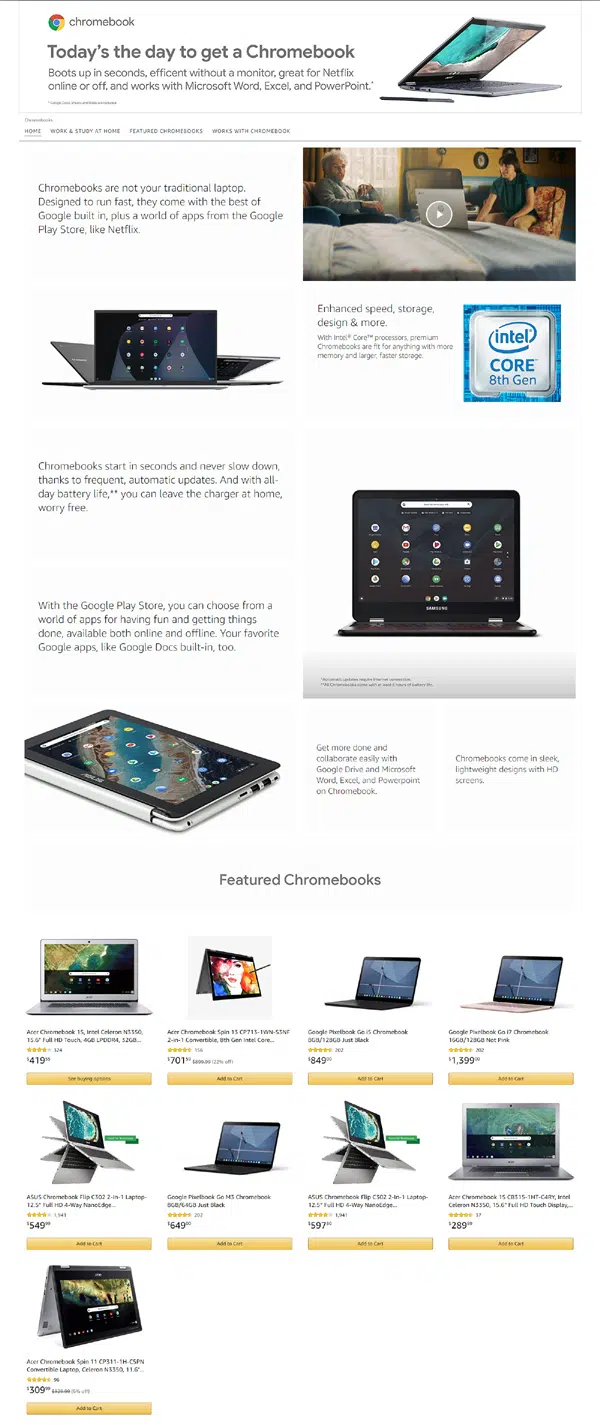 chromebook
Today's the day to get a Chromebook
Boots up in seconds, efficent without a monitor, great for Netflix
online or off, and works with Microsoft Word, Excel, and PowerPoint.*
Chromebooks
HOME WORK & STUDY AT HOME FEATURED CHROMEBOOKS WORKS WITH CHROMEBOOK
Chromebooks are not your traditional laptop.
Designed to run fast, they come with the best of
Google built in, plus a world of apps from the Google
Play Store, like Netflix.
Enhanced speed, storage,
design & more.
With Intel® Core™ processors, premium
Chromebooks are fit for anything with more
memory and larger, faster storage.
intel
CORE™
8th Gen
Chromebooks start in seconds and never slow down,
thanks to frequent, automatic updates. And with all-
day battery life,** you can leave the charger at home,
worry free.
SAMSUNG
With the Google Play Store, you can choose from a
world of apps for having fun and getting things
done, available both online and offline. Your favorite
Google apps, like Google Docs built-in, too.
*Automatic updates require internet connection.
ASUS
Get more done and
collaborate easily with
Google Drive and Microsoft
Word, Excel, and Powerpoint
on Chromebook.
Chromebooks come in sleek,
lightweight designs with HD
screens.
Featured Chromebooks
Acer Chromebook 15, Intel Celeron N3350,
15.6" Full HD Touch, 4GB LPDDR4, 32GB...
324
$419
See buying options
Acer Chromebook Spin 13 CP713-1WN-53NF
2-in-1 Convertible, 8th Gen Intel Core...
$701 $899.99 (22% off)
Add to Cart
Google Pixelbook Go i5 Chromebook
8GB/128GB Just Black
202
$849
Add to Cart
Google Pixelbook Go i7 Chromebook
16GB/128GB Not Pink
202
$1,399
Add to Cart
ASUS Chromebook Flip C302 2-In-1 Laptop-
12.5" Full HD 4-Way NanoEdge...
1,941
$549
Add to Cart
Google Pixelbook Go M3 Chromebook
8GB/64GB Just Black
202
$649
Add to Cart
ASUS Chromebook Flip C302 2-In-1 Laptop-
12.5" Full HD 4-Way NanoEdge...
1,941
$597
Add to Cart
Acer Chromebook 15 CB315-1HT-C4RY, Intel
Celeron N3350, 15.6" Full HD Touch Display,...
37
$289
Add to Cart
Acer Chromebook Spin 11 CP311-1H-C5PN
Convertible Laptop, Celeron N3350, 11.6"...
96
$309 $329.99 (6% off)
Add to Cart